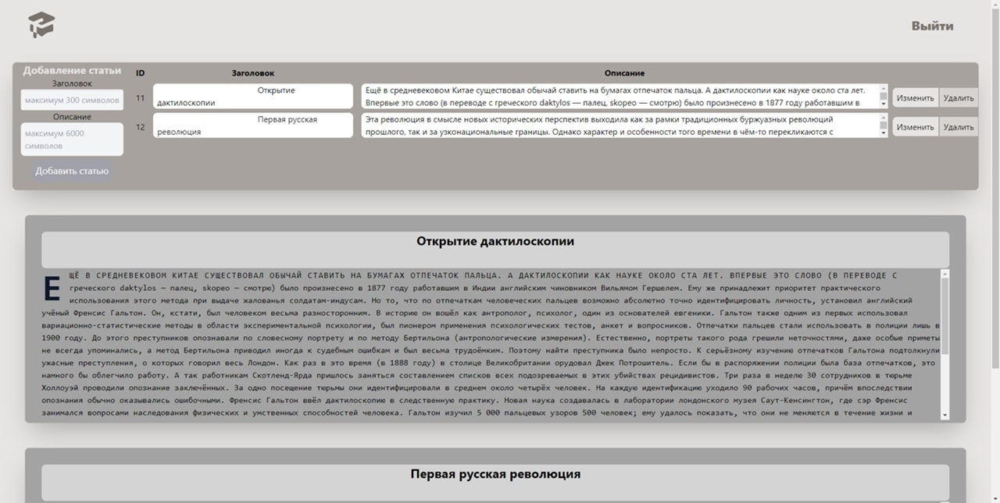 Выйти
Добавление статьи
Заголовок
максимум 300 символов
Описание
максимум 6000
символов
Добавить статью
ID Заголовок Описание
11
Открытие
дактилоскопии
Ещё в средневековом Китае существовал обычай ставить на бумагах отпечаток пальца. А дактилоскопии как науке около ста лет.
Впервые это слово (в переводе с греческого daktylos — палец, skopeo — смотрю) было произнесено в 1877 году работавшим в
Изменить Удалить
12
Первая русская
революция
Эта революция в смысле новых исторических перспектив выходила как за рамки традиционных буржуазных революций
прошлого, так и за узконациональные границы. Однако характер и особенности того времени в чём-то перекликаются с
Изменить Удалить
Открытие дактилоскопии
ЕЩЁ В СРЕДНЕВЕКОВОМ КИТАЕ СУЩЕСТВОВАЛ ОБЫЧАЙ СТАВИТЬ НА БУМАГАХ ОТПЕЧАТОК ПАЛЬЦА. А ДАКТИЛОСКОПИИ КАК НАУКЕ ОКОЛО СТА ЛЕТ. ВПЕРВЫЕ ЭТО СЛОВО (В ПЕРЕВОДЕ С
греческого daktylos — палец, skopeo — смотрю) было произнесено в 1877 году работавшим в Индии английским чиновником Вильямом Гершелем. Ему же принадлежит приоритет практического
использования этого метода при выдаче жалованья солдатам-индусам. Но то, что по отпечаткам человеческих пальцев возможно абсолютно точно идентифицировать личность, установил английский
учёный Френсис Гальтон. Он, кстати, был человеком весьма разносторонним. В историю он вошёл как антрополог, психолог, один из основателей евгеники. Гальтон также одним из первых использовал
вариационно-статистические методы в области экспериментальной психологии, был пионером применения психологических тестов, анкет и вопросников. Отпечатки пальцев стали использовать в полиции лишь в
1900 году. До этого преступников опознавали по словесному портрету и по методу Бертильона (антропологические измерения). Естественно, портреты такого рода грешили неточностями, даже особые приметы
не всегда упоминались, а метод Бертильона приводил иногда к судебным ошибкам и был весьма трудоёмким. Поэтому найти преступника было непросто. К серьёзному изучению отпечатков Гальтона подтолкнули
ужасные преступления, о которых говорил весь Лондон. Как раз в это время (в 1888 году) в столице Великобритании орудовал Джек Потрошитель. Если бы в распоряжении полиции была база отпечатков, это
намного бы облегчило работу. А так работникам Скотленд-Ярда пришлось заняться составлением списков всех подозреваемых в этих убийствах рецидивистов. Три раза в неделю 30 сотрудников в тюрьме
Холлоуэй проводили опознание заключённых. За одно посещение тюрьмы они идентифицировали в среднем около четырёх человек. На каждую идентификацию уходило 90 рабочих часов, причём впоследствии
опознания обычно оказывались ошибочными. Френсис Гальтон ввёл дактилоскопию в следственную практику. Новая наука создавалась в лаборатории лондонского музея Саут-Кенсингтон, где сэр Френсис
занимался вопросами наследования физических и умственных способностей человека. Гальтон изучил 5 000 пальцевых узоров 500 человек; ему удалось показать, что они не меняются в течение жизни и
Первая русская революция